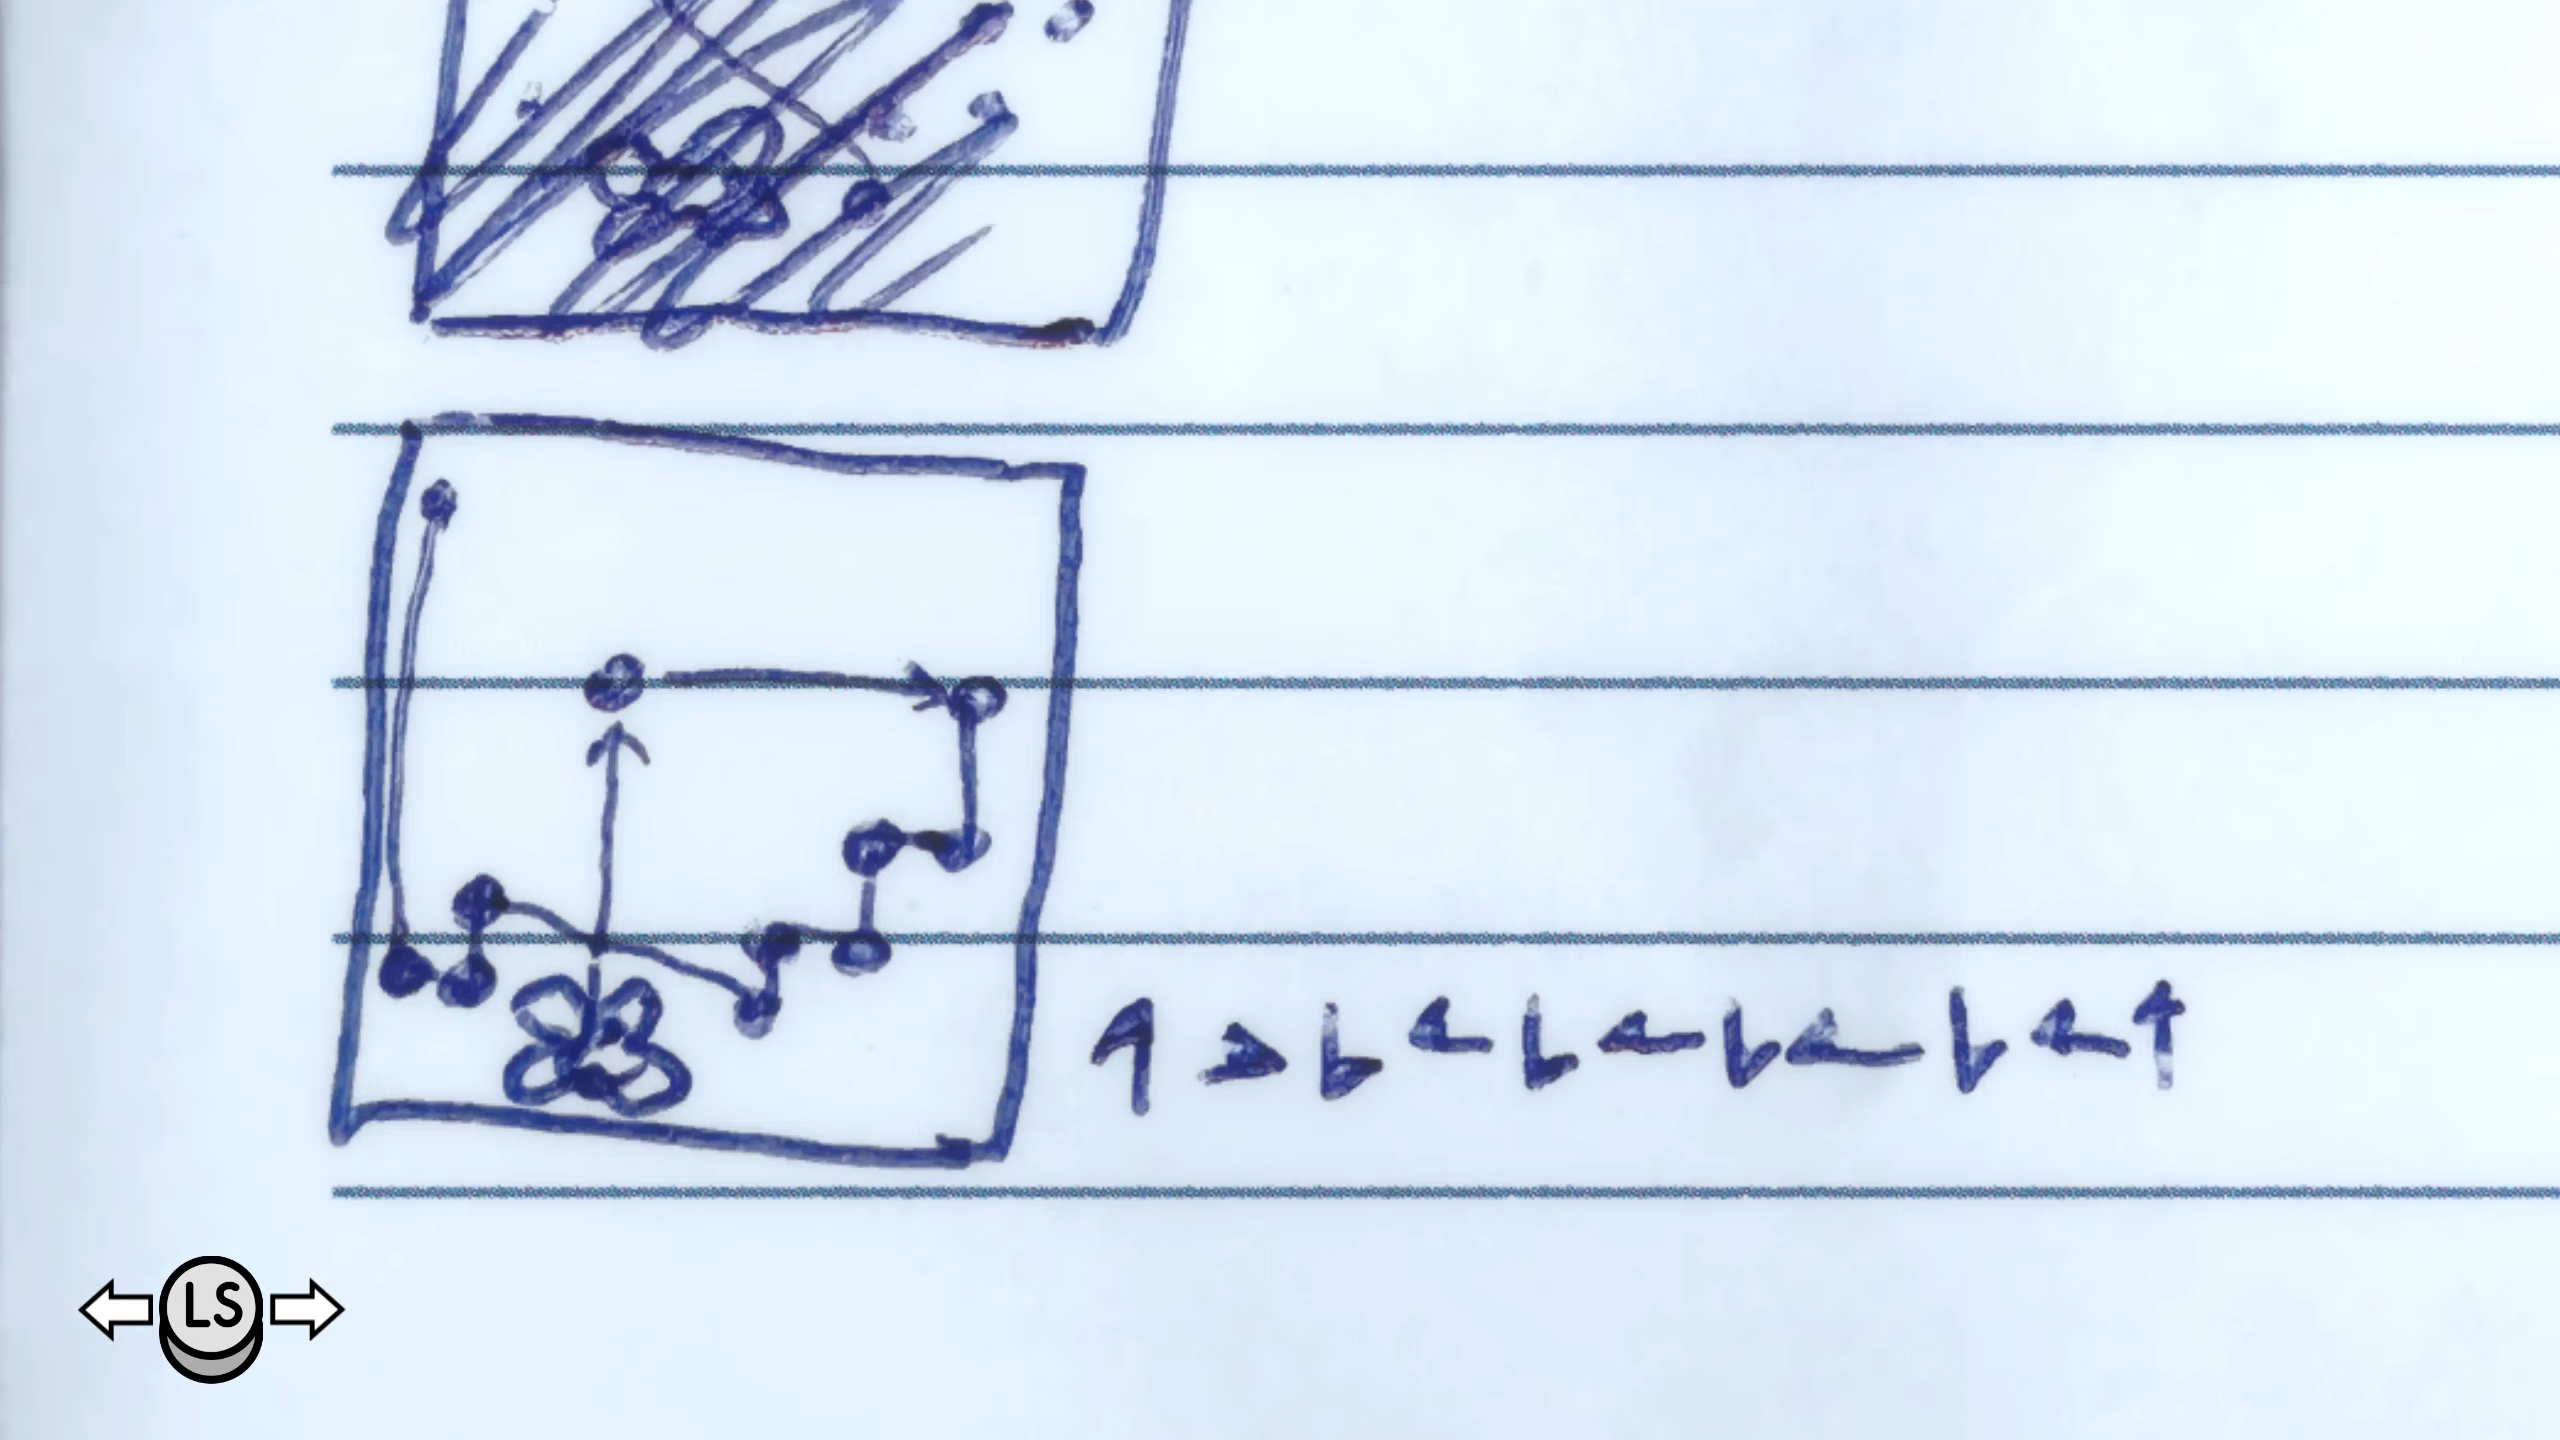 ↑ → ↓ ← ↓ ← ↓ ← ↓ ← ↑
LS